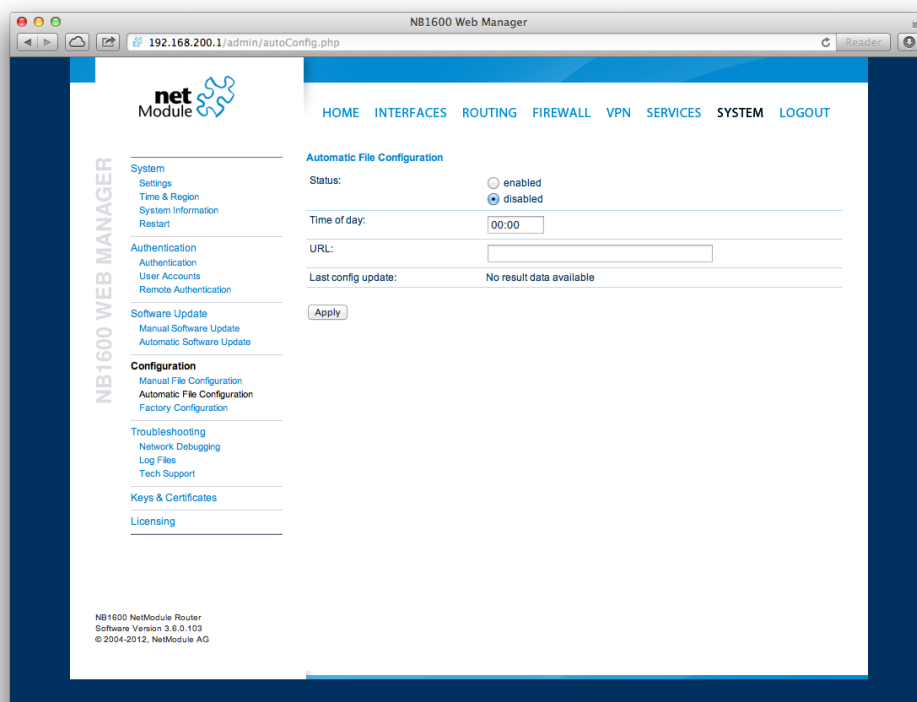 NB1600 Web Manager
192.168.200.1/admin/autoConfig.php
Reader
net
Module
HOME INTERFACES ROUTING FIREWALL VPN SERVICES SYSTEM LOGOUT
NB1600 WEB MANAGER
System
Settings
Time & Region
System Information
Restart
Authentication
Authentication
User Accounts
Remote Authentication
Software Update
Manual Software Update
Automatic Software Update
Configuration
Manual File Configuration
Automatic File Configuration
Factory Configuration
Troubleshooting
Network Debugging
Log Files
Tech Support
Keys & Certificates
Licensing
Automatic File Configuration
Status:
enabled
disabled
Time of day: 00:00
URL:
Last config update: No result data available
Apply
NB1600 NetModule Router
Software Version 3.6.0.103
© 2004-2012, NetModule AG